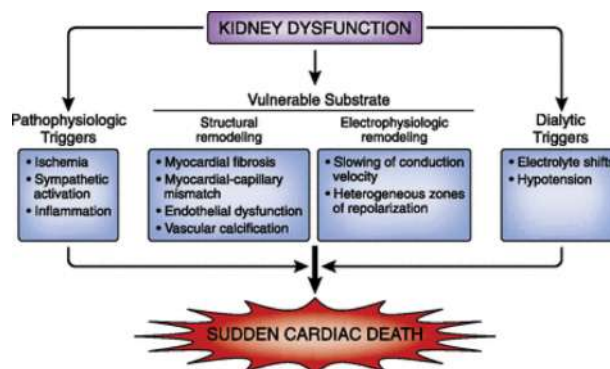 KIDNEY DYSFUNCTION
Vulnerable Substrate
Pathophysiologic
Triggers
• Ischemia
• Sympathetic
activation
• Inflammation
Structural
remodeling
• Myocardial fibrosis
• Myocardial-capillary
mismatch
• Endothelial dysfunction
• Vascular calcification
Electrophysiologic
remodeling
• Slowing of conduction
velocity
• Heterogeneous zones
of repolarization
Dialytic
Triggers
• Electrolyte shifts
• Hypotension
SUDDEN CARDIAC DEATH